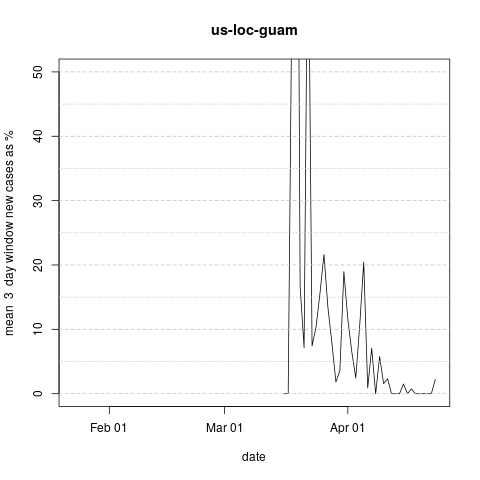 us-loc-guam
mean  3  day window new cases as %
50
40
30
20
10
0
Feb 01
Mar 01
Apr 01
date